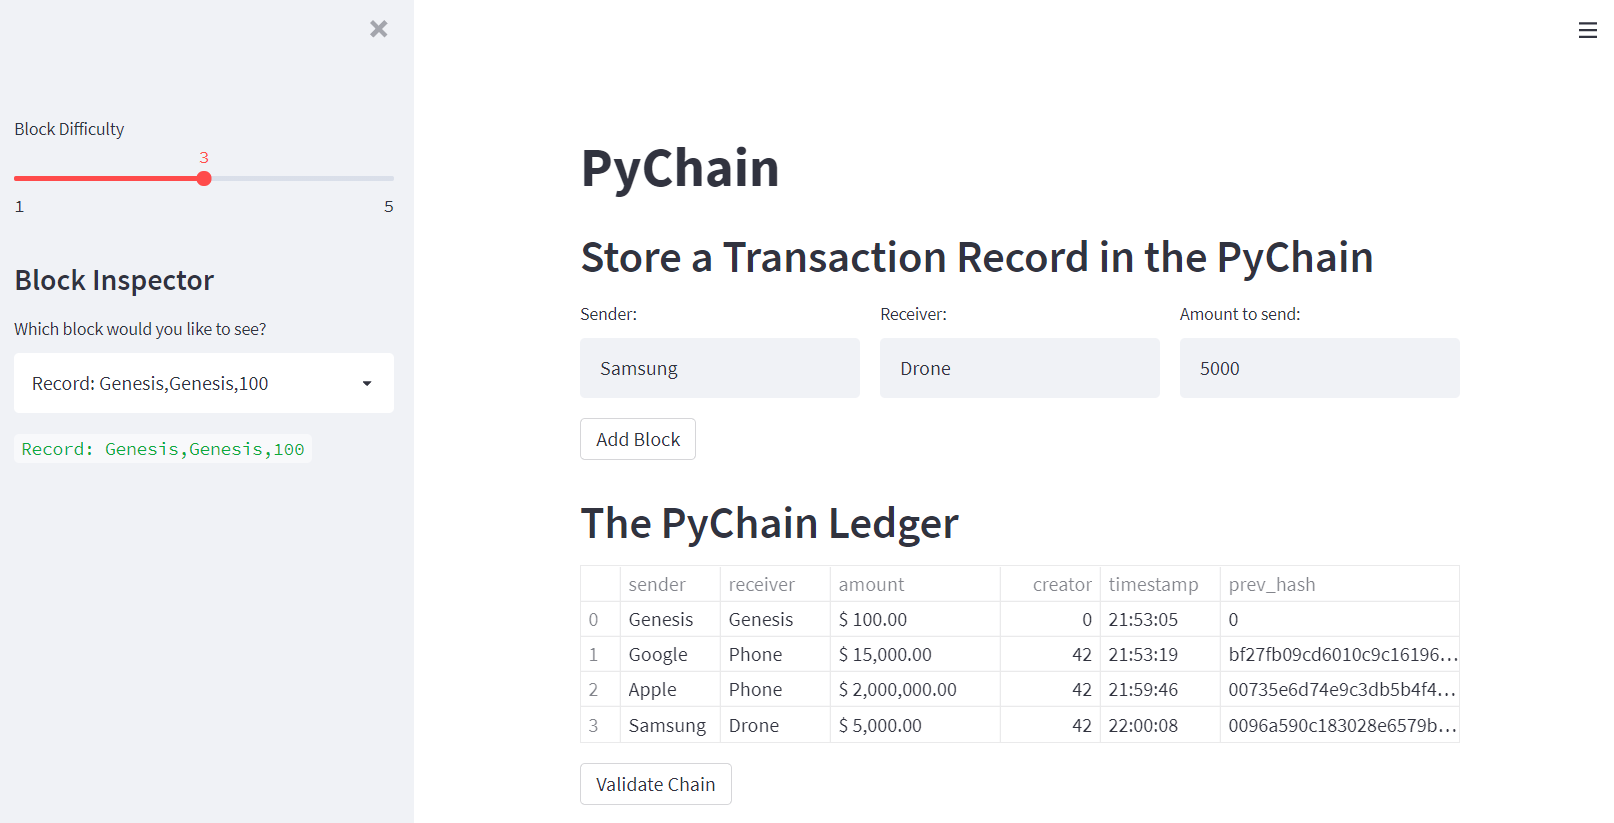 Block Difficulty
3
1 5
Block Inspector
Which block would you like to see?
Record: Genesis,Genesis,100
Record: Genesis,Genesis,100
PyChain
Store a Transaction Record in the PyChain
Sender: Receiver: Amount to send:
Samsung Drone 5000
Add Block
The PyChain Ledger
sender receiver amount creator timestamp prev_hash
0 Genesis Genesis $ 100.00 0 21:53:05 0
1 Google Phone $ 15,000.00 42 21:53:19 bf27fb09cd6010c9c16196...
2 Apple Phone $ 2,000,000.00 42 21:59:46 00735e6d74e9c3db5b4f4...
3 Samsung Drone $ 5,000.00 42 22:00:08 0096a590c183028e6579b...
Validate Chain